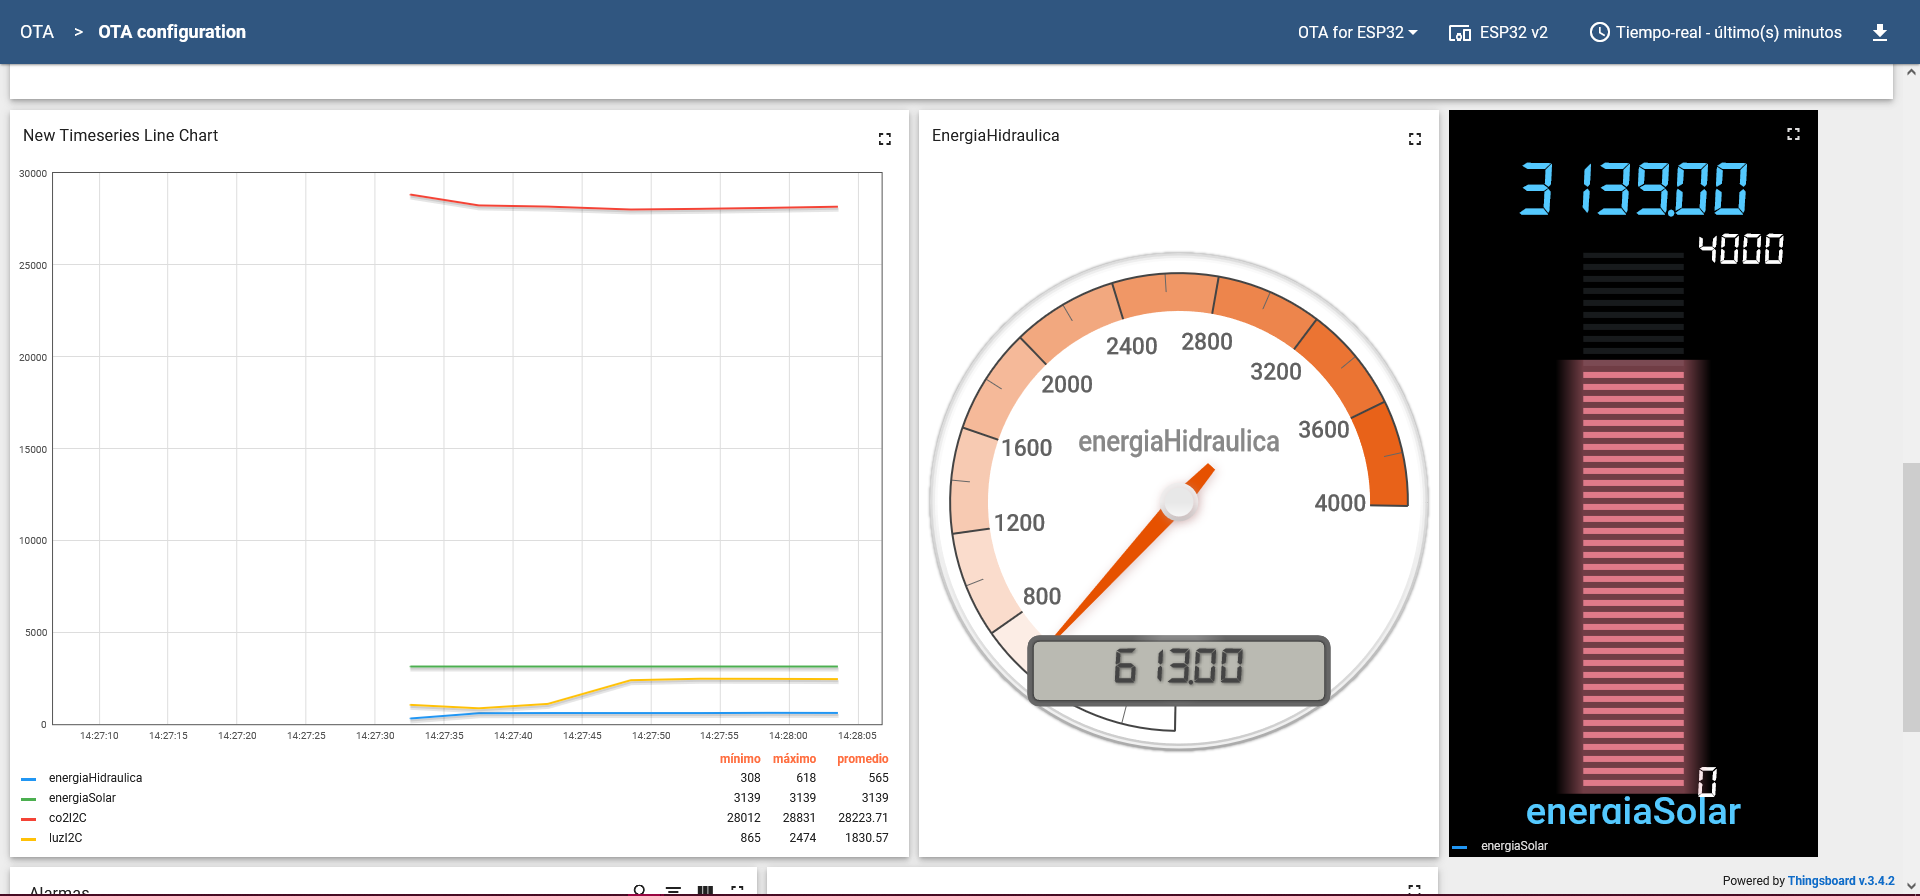 OTA > OTA configuration
OTA for ESP32
ESP32 v2
Tiempo-real - último(s) minutos
New Timeseries Line Chart
30000
25000
20000
15000
10000
5000
0
14:27:10 14:27:15 14:27:20 14:27:25 14:27:30 14:27:35 14:27:40 14:27:45 14:27:50 14:27:55 14:28:00 14:28:05
mínimo máximo promedio
energiaHidraulica 308 618 565
energiaSolar 3139 3139 3139
co2I2C 28012 28831 28223.71
luzI2C 865 2474 1830.57
EnergiaHidraulica
2400 2800
2000 3200
1600 energiaHidraulica 3600
1200 4000
800
613.00
3139.00
4000
0
energiaSolar
energiaSolar
Alarmas
Powered by Thingsboard v.3.4.2